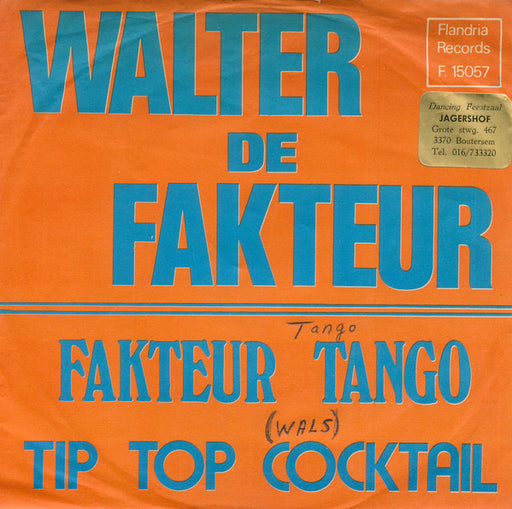 WALTER
DE
FAKTEUR
Flandria
Records
F. 15057
Dancing Feestzaal
JAGERSHOF
Grote stwg. 467
3370 Boutersem
Tel. 016/733320
Tango
FAKTEUR TANGO
(WALS)
TIP TOP COCKTAIL